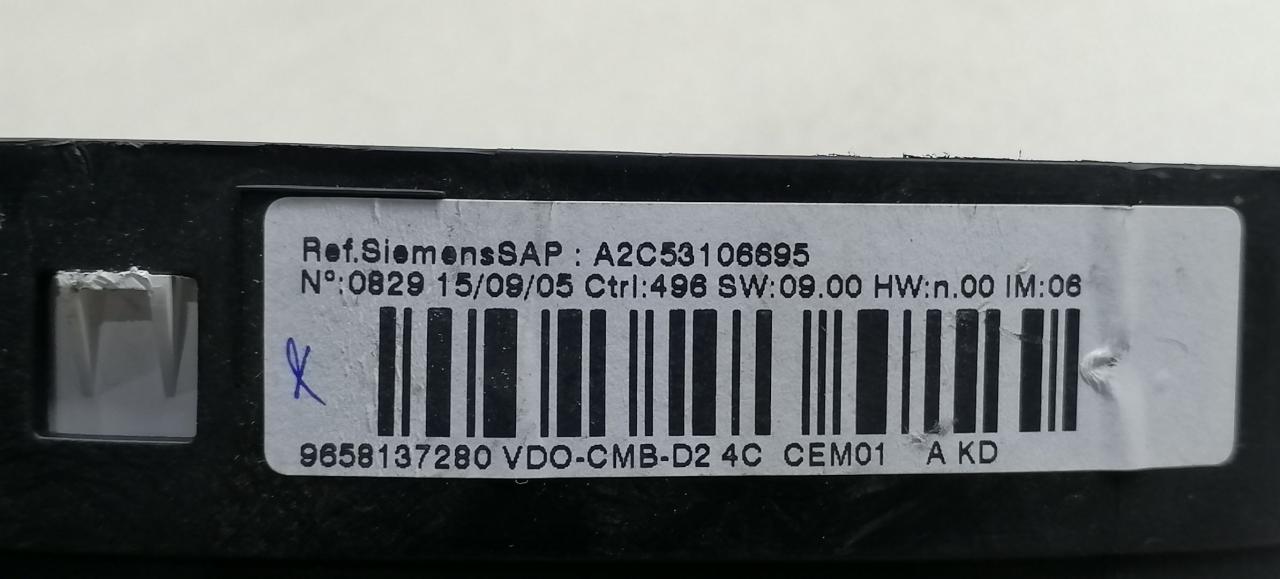 Ref.SiemensSAP : A2C53106695
N°:0829 15/09/05 Ctrl:496 SW:09.00 HW:n.00 IM:06
9658137280 VDO-CMB-D2 4C CEM01 A KD